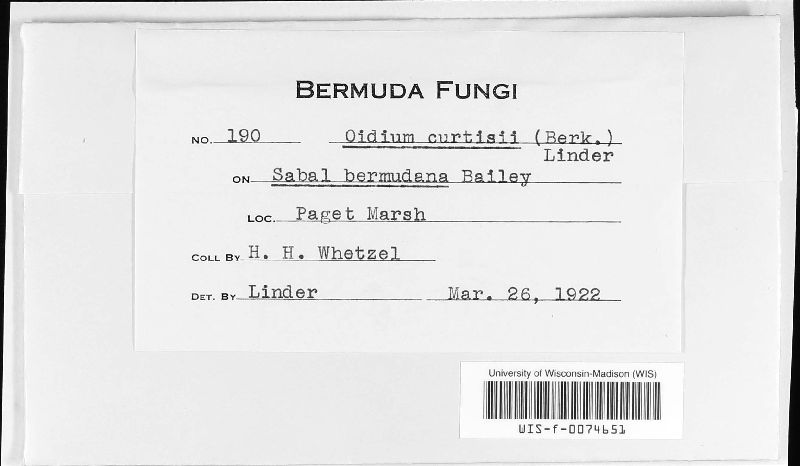 BERMUDA FUNGI
NO. 190 Oidium curtisii (Berk.)
Linder
ON Sabal bermudana Bailey
LOC. Paget Marsh
COLL BY H. H. Whetzel
DET. BY Linder Mar. 26, 1922
University of Wisconsin-Madison (WIS)
WIS-f-0074651